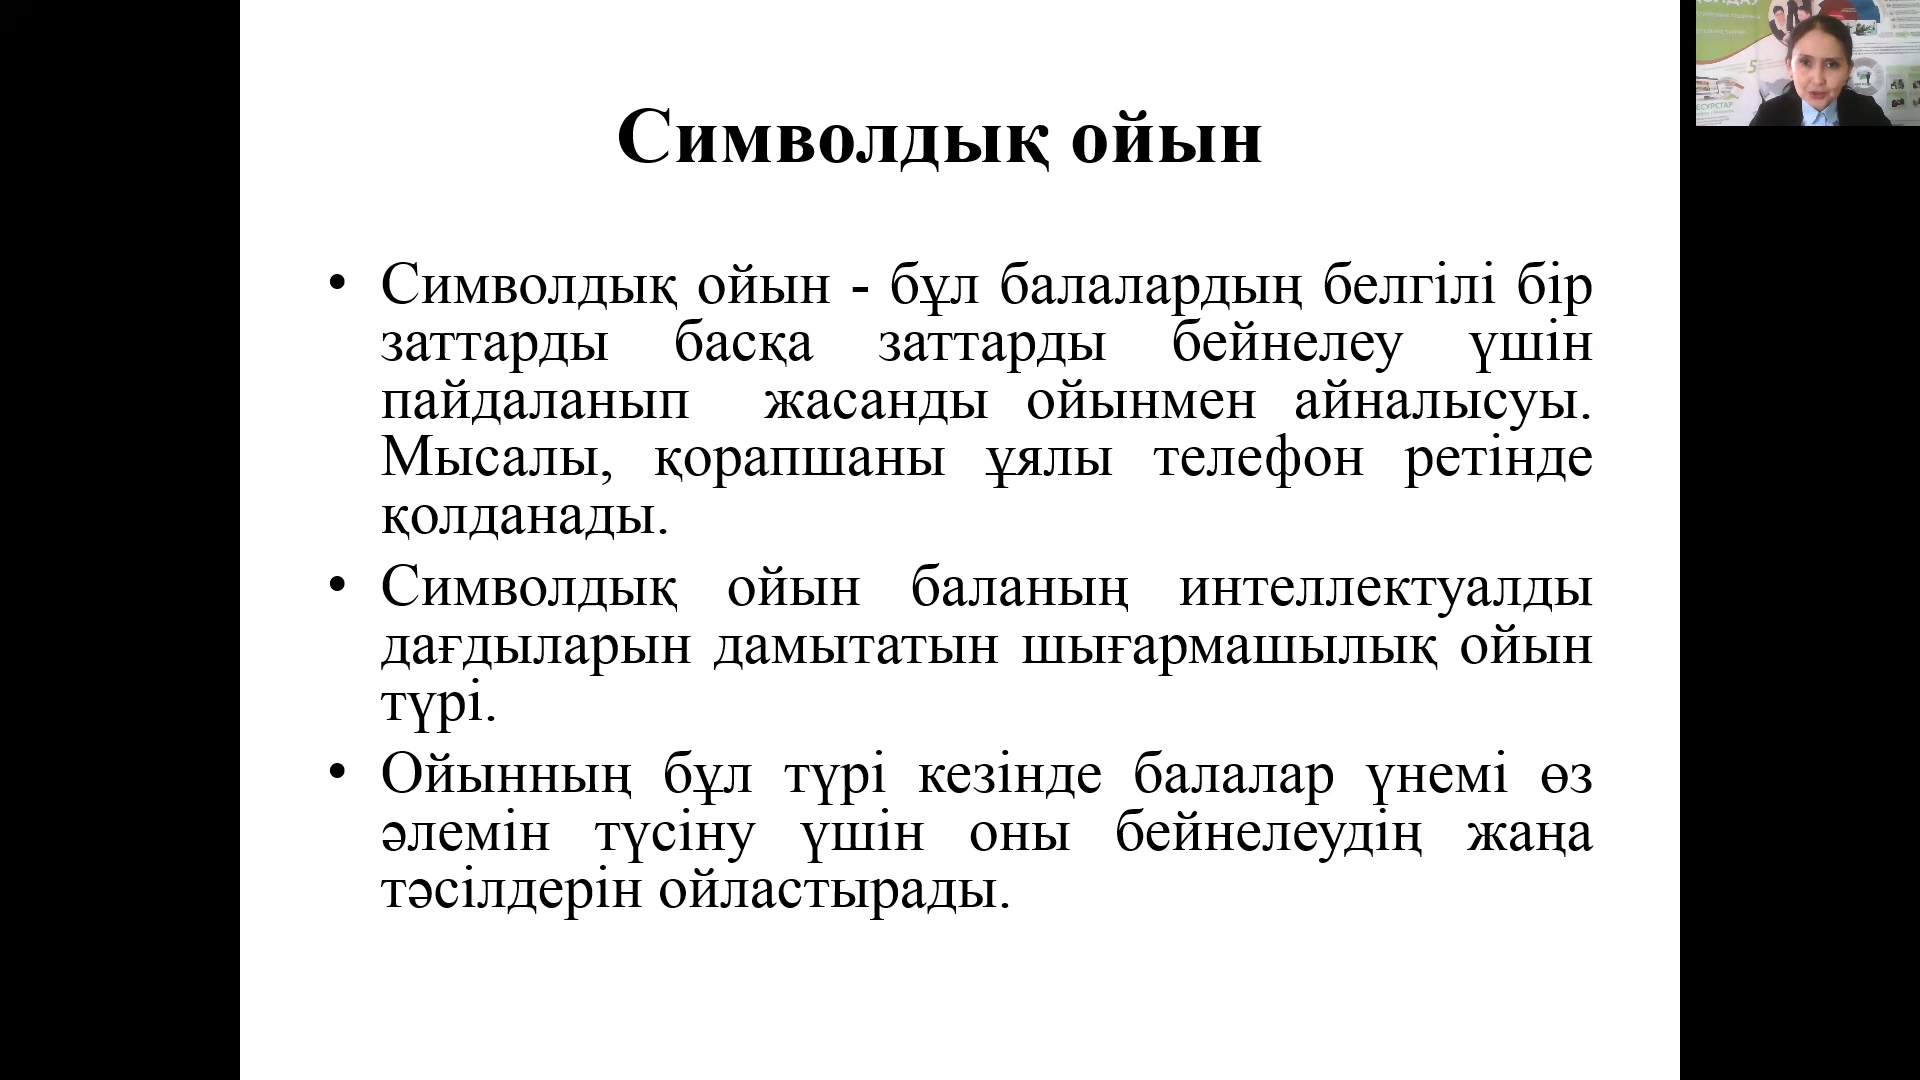 Символдық ойын
• Символдық ойын - бұл балалардың белгілі бір
заттарды басқа заттарды бейнелеу үшін
пайдаланып жасанды ойынмен айналысуы.
Мысалы, қорапшаны ұялы телефон ретінде
қолданады.
• Символдық ойын баланың интеллектуалды
дағдыларын дамытатын шығармашылық ойын
түрі.
• Ойынның бұл түрі кезінде балалар үнемі өз
әлемін түсіну үшін оны бейнелеудің жаңа
тәсілдерін ойластырады.
5